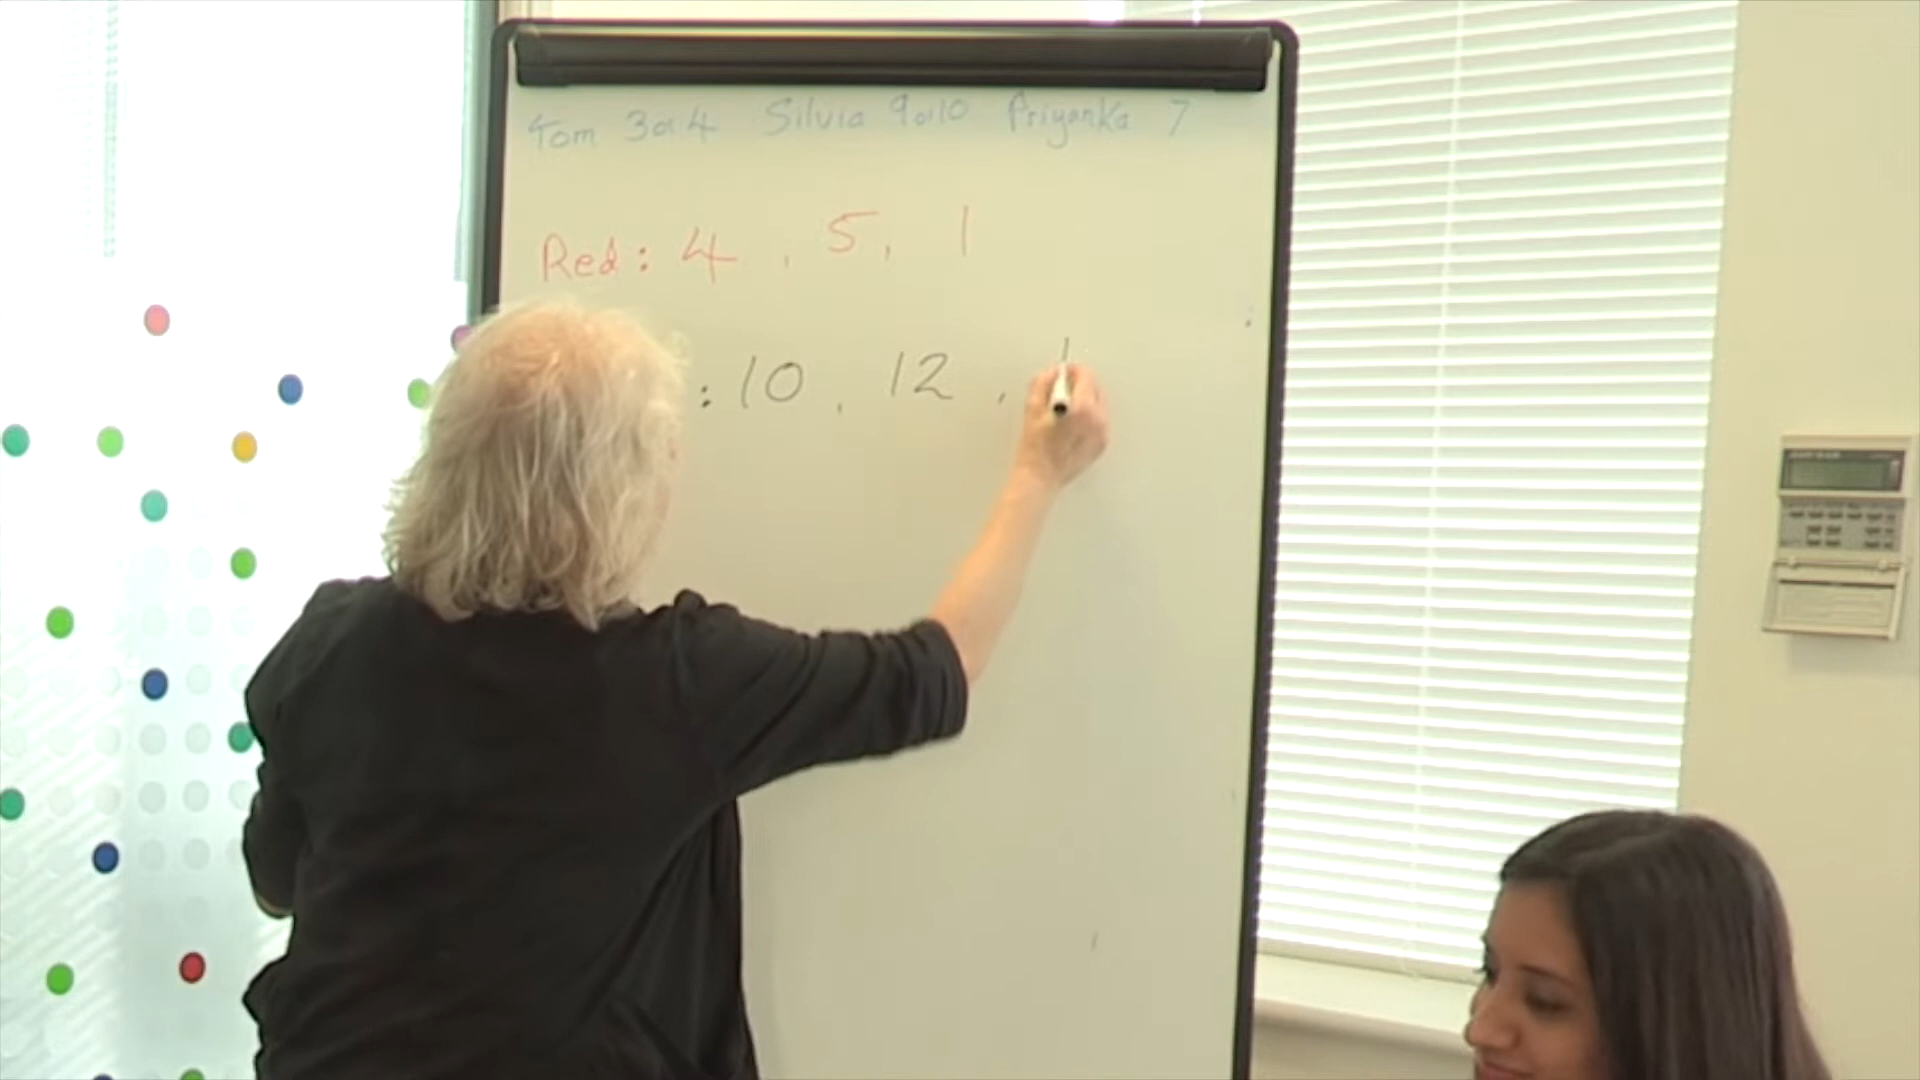 Tom 3or4 Silvia 9or10 Priyanka 7
Red: 4, 5, 1
: 10, 12, 1